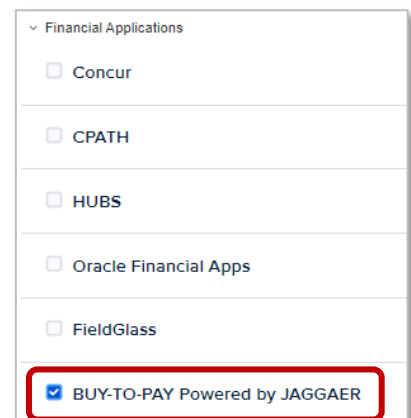 Financial Applications
Concur
CPATH
HUBS
Oracle Financial Apps
FieldGlass
BUY-TO-PAY Powered by JAGGAER